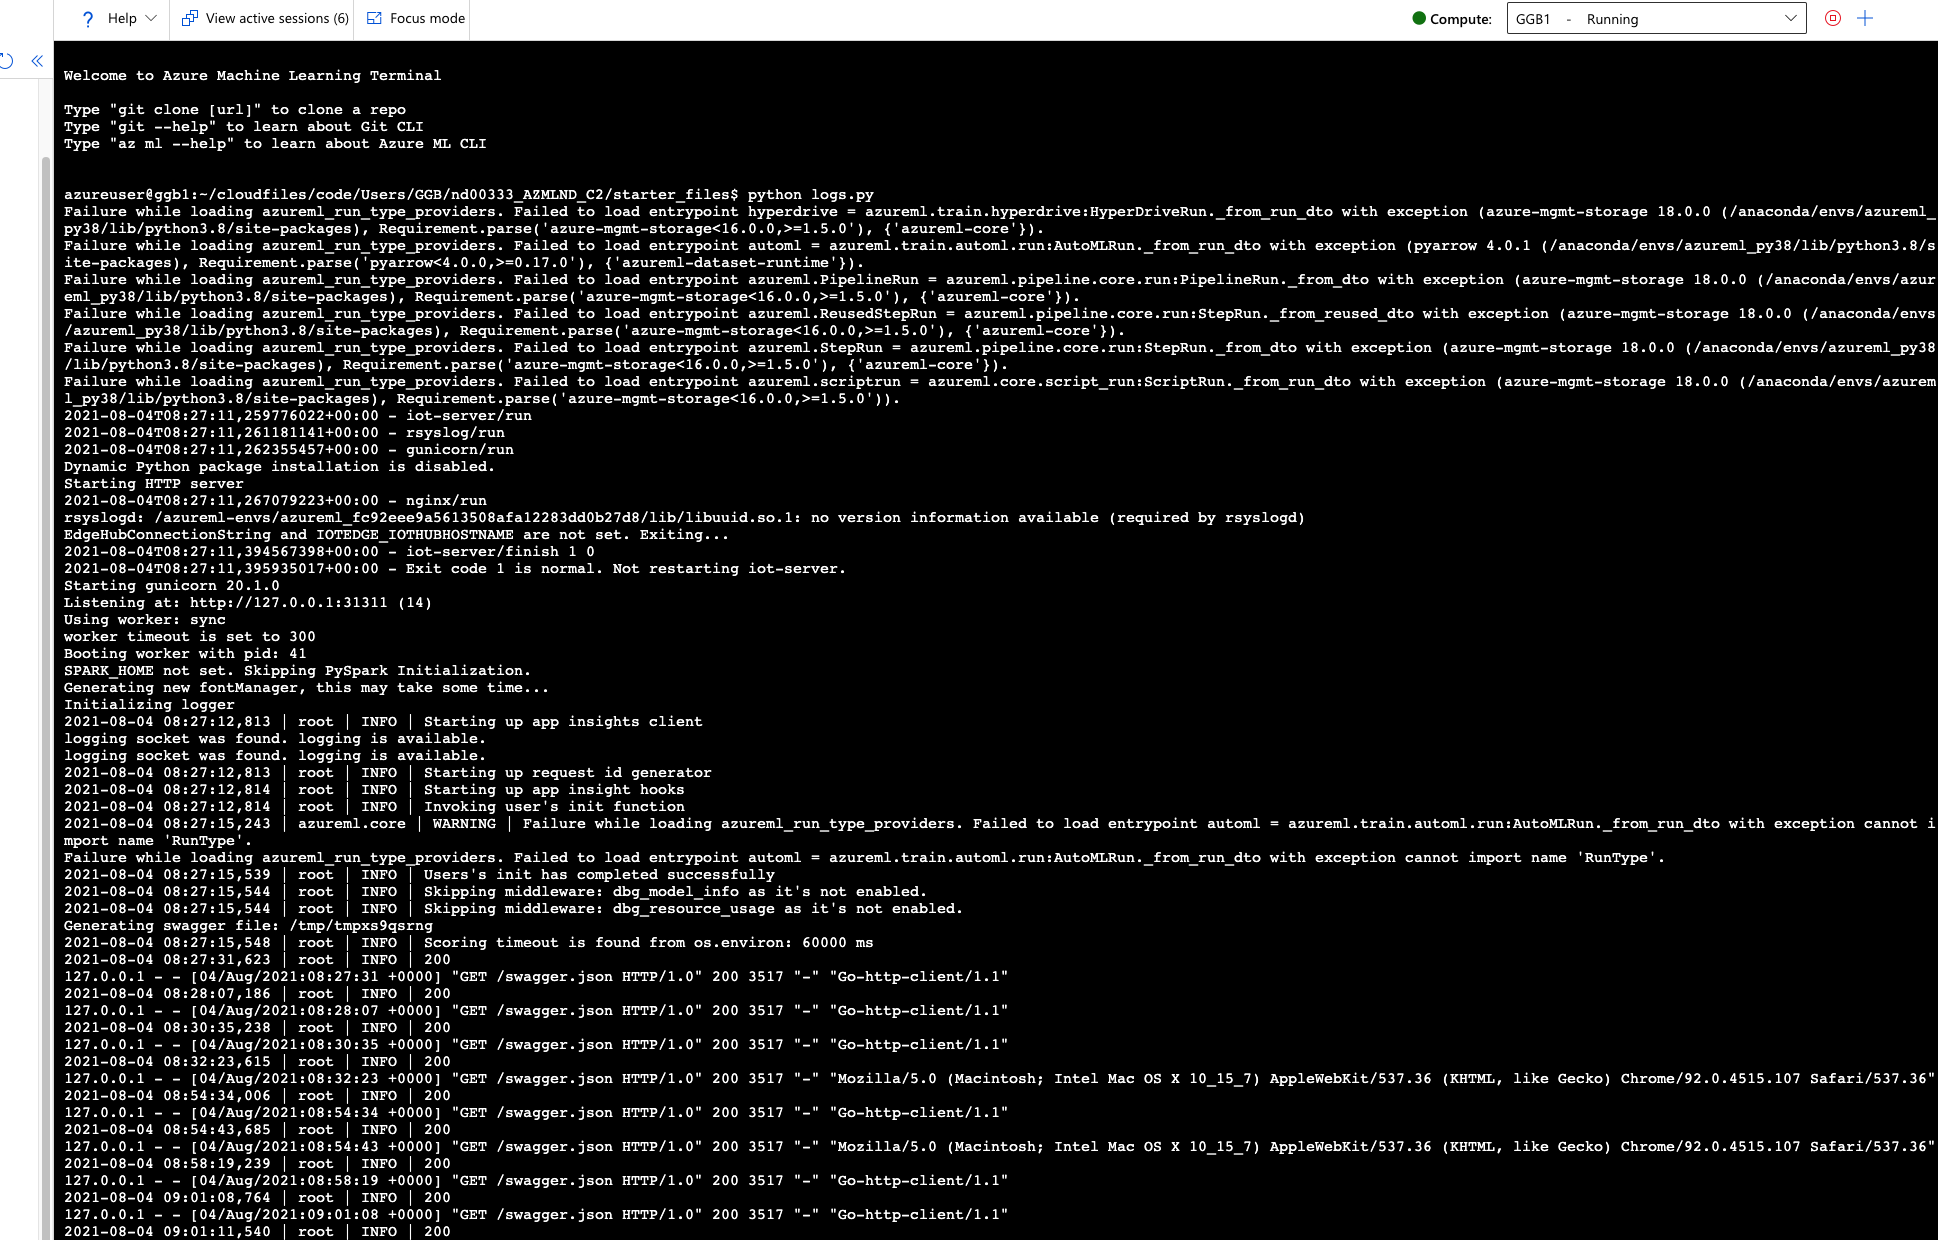 ? Help View active sessions (6) Focus mode Compute: GGB1 - Running
Welcome to Azure Machine Learning Terminal
Type "git clone [url]" to clone a repo
Type "git --help" to learn about Git CLI
Type "az ml --help" to learn about Azure ML CLI
azureuser@ggb1:~/cloudfiles/code/Users/GGB/nd00333_AZMLND_C2/starter_files$ python logs.py
Failure while loading azureml_run_type_providers. Failed to load entrypoint hyperdrive = azureml.train.hyperdrive:HyperDriveRun._from_run_dto with exception (azure-mgmt-storage 18.0.0 (/anaconda/envs/azureml_
py38/lib/python3.8/site-packages), Requirement.parse('azure-mgmt-storage<16.0.0,>=1.5.0'), {'azureml-core'}).
Failure while loading azureml_run_type_providers. Failed to load entrypoint automl = azureml.train.automl.run:AutoMLRun._from_run_dto with exception (pyarrow 4.0.1 (/anaconda/envs/azureml_py38/lib/python3.8/s
ite-packages), Requirement.parse('pyarrow<4.0.0,>=0.17.0'), {'azureml-dataset-runtime'}).
Failure while loading azureml_run_type_providers. Failed to load entrypoint azureml.PipelineRun = azureml.pipeline.core.run:PipelineRun._from_dto with exception (azure-mgmt-storage 18.0.0 (/anaconda/envs/azur
eml_py38/lib/python3.8/site-packages), Requirement.parse('azure-mgmt-storage<16.0.0,>=1.5.0'), {'azureml-core'}).
Failure while loading azureml_run_type_providers. Failed to load entrypoint azureml.ReusedStepRun = azureml.pipeline.core.run:StepRun._from_reused_dto with exception (azure-mgmt-storage 18.0.0 (/anaconda/envs
/azureml_py38/lib/python3.8/site-packages), Requirement.parse('azure-mgmt-storage<16.0.0,>=1.5.0'), {'azureml-core'}).
Failure while loading azureml_run_type_providers. Failed to load entrypoint azureml.StepRun = azureml.pipeline.core.run:StepRun._from_dto with exception (azure-mgmt-storage 18.0.0 (/anaconda/envs/azureml_py38
/lib/python3.8/site-packages), Requirement.parse('azure-mgmt-storage<16.0.0,>=1.5.0'), {'azureml-core'}).
Failure while loading azureml_run_type_providers. Failed to load entrypoint azureml.scriptrun = azureml.core.script_run:ScriptRun._from_run_dto with exception (azure-mgmt-storage 18.0.0 (/anaconda/envs/azurem
l_py38/lib/python3.8/site-packages), Requirement.parse('azure-mgmt-storage<16.0.0,>=1.5.0')).
2021-08-04T08:27:11,259776022+00:00 - iot-server/run
2021-08-04T08:27:11,261181141+00:00 - rsyslog/run
2021-08-04T08:27:11,262355457+00:00 - gunicorn/run
Dynamic Python package installation is disabled.
Starting HTTP server
2021-08-04T08:27:11,267079223+00:00 - nginx/run
rsyslogd: /azureml-envs/azureml_fc92eee9a5613508afa12283dd0b27d8/lib/libuuid.so.1: no version information available (required by rsyslogd)
EdgeHubConnectionString and IOTEDGE_IOTHUBHOSTNAME are not set. Exiting...
2021-08-04T08:27:11,394567398+00:00 - iot-server/finish 1 0
2021-08-04T08:27:11,395935017+00:00 - Exit code 1 is normal. Not restarting iot-server.
Starting gunicorn 20.1.0
Listening at: http://127.0.0.1:31311 (14)
Using worker: sync
worker timeout is set to 300
Booting worker with pid: 41
SPARK_HOME not set. Skipping PySpark Initialization.
Generating new fontManager, this may take some time...
Initializing logger
2021-08-04 08:27:12,813 | root | INFO | Starting up app insights client
logging socket was found. logging is available.
logging socket was found. logging is available.
2021-08-04 08:27:12,813 | root | INFO | Starting up request id generator
2021-08-04 08:27:12,814 | root | INFO | Starting up app insight hooks
2021-08-04 08:27:12,814 | root | INFO | Invoking user's init function
2021-08-04 08:27:15,243 | azureml.core | WARNING | Failure while loading azureml_run_type_providers. Failed to load entrypoint automl = azureml.train.automl.run:AutoMLRun._from_run_dto with exception cannot i
mport name 'RunType'.
Failure while loading azureml_run_type_providers. Failed to load entrypoint automl = azureml.train.automl.run:AutoMLRun._from_run_dto with exception cannot import name 'RunType'.
2021-08-04 08:27:15,539 | root | INFO | Users's init has completed successfully
2021-08-04 08:27:15,544 | root | INFO | Skipping middleware: dbg_model_info as it's not enabled.
2021-08-04 08:27:15,544 | root | INFO | Skipping middleware: dbg_resource_usage as it's not enabled.
Generating swagger file: /tmp/tmpxs9qsrng
2021-08-04 08:27:15,548 | root | INFO | Scoring timeout is found from os.environ: 60000 ms
2021-08-04 08:27:31,623 | root | INFO | 200
127.0.0.1 - - [04/Aug/2021:08:27:31 +0000] "GET /swagger.json HTTP/1.0" 200 3517 "-" "Go-http-client/1.1"
2021-08-04 08:28:07,186 | root | INFO | 200
127.0.0.1 - - [04/Aug/2021:08:28:07 +0000] "GET /swagger.json HTTP/1.0" 200 3517 "-" "Go-http-client/1.1"
2021-08-04 08:30:35,238 | root | INFO | 200
127.0.0.1 - - [04/Aug/2021:08:30:35 +0000] "GET /swagger.json HTTP/1.0" 200 3517 "-" "Go-http-client/1.1"
2021-08-04 08:32:23,615 | root | INFO | 200
127.0.0.1 - - [04/Aug/2021:08:32:23 +0000] "GET /swagger.json HTTP/1.0" 200 3517 "-" "Mozilla/5.0 (Macintosh; Intel Mac OS X 10_15_7) AppleWebKit/537.36 (KHTML, like Gecko) Chrome/92.0.4515.107 Safari/537.36"
2021-08-04 08:54:34,006 | root | INFO | 200
127.0.0.1 - - [04/Aug/2021:08:54:34 +0000] "GET /swagger.json HTTP/1.0" 200 3517 "-" "Go-http-client/1.1"
2021-08-04 08:54:43,685 | root | INFO | 200
127.0.0.1 - - [04/Aug/2021:08:54:43 +0000] "GET /swagger.json HTTP/1.0" 200 3517 "-" "Mozilla/5.0 (Macintosh; Intel Mac OS X 10_15_7) AppleWebKit/537.36 (KHTML, like Gecko) Chrome/92.0.4515.107 Safari/537.36"
2021-08-04 08:58:19,239 | root | INFO | 200
127.0.0.1 - - [04/Aug/2021:08:58:19 +0000] "GET /swagger.json HTTP/1.0" 200 3517 "-" "Go-http-client/1.1"
2021-08-04 09:01:08,764 | root | INFO | 200
127.0.0.1 - - [04/Aug/2021:09:01:08 +0000] "GET /swagger.json HTTP/1.0" 200 3517 "-" "Go-http-client/1.1"
2021-08-04 09:01:11,540 | root | INFO | 200